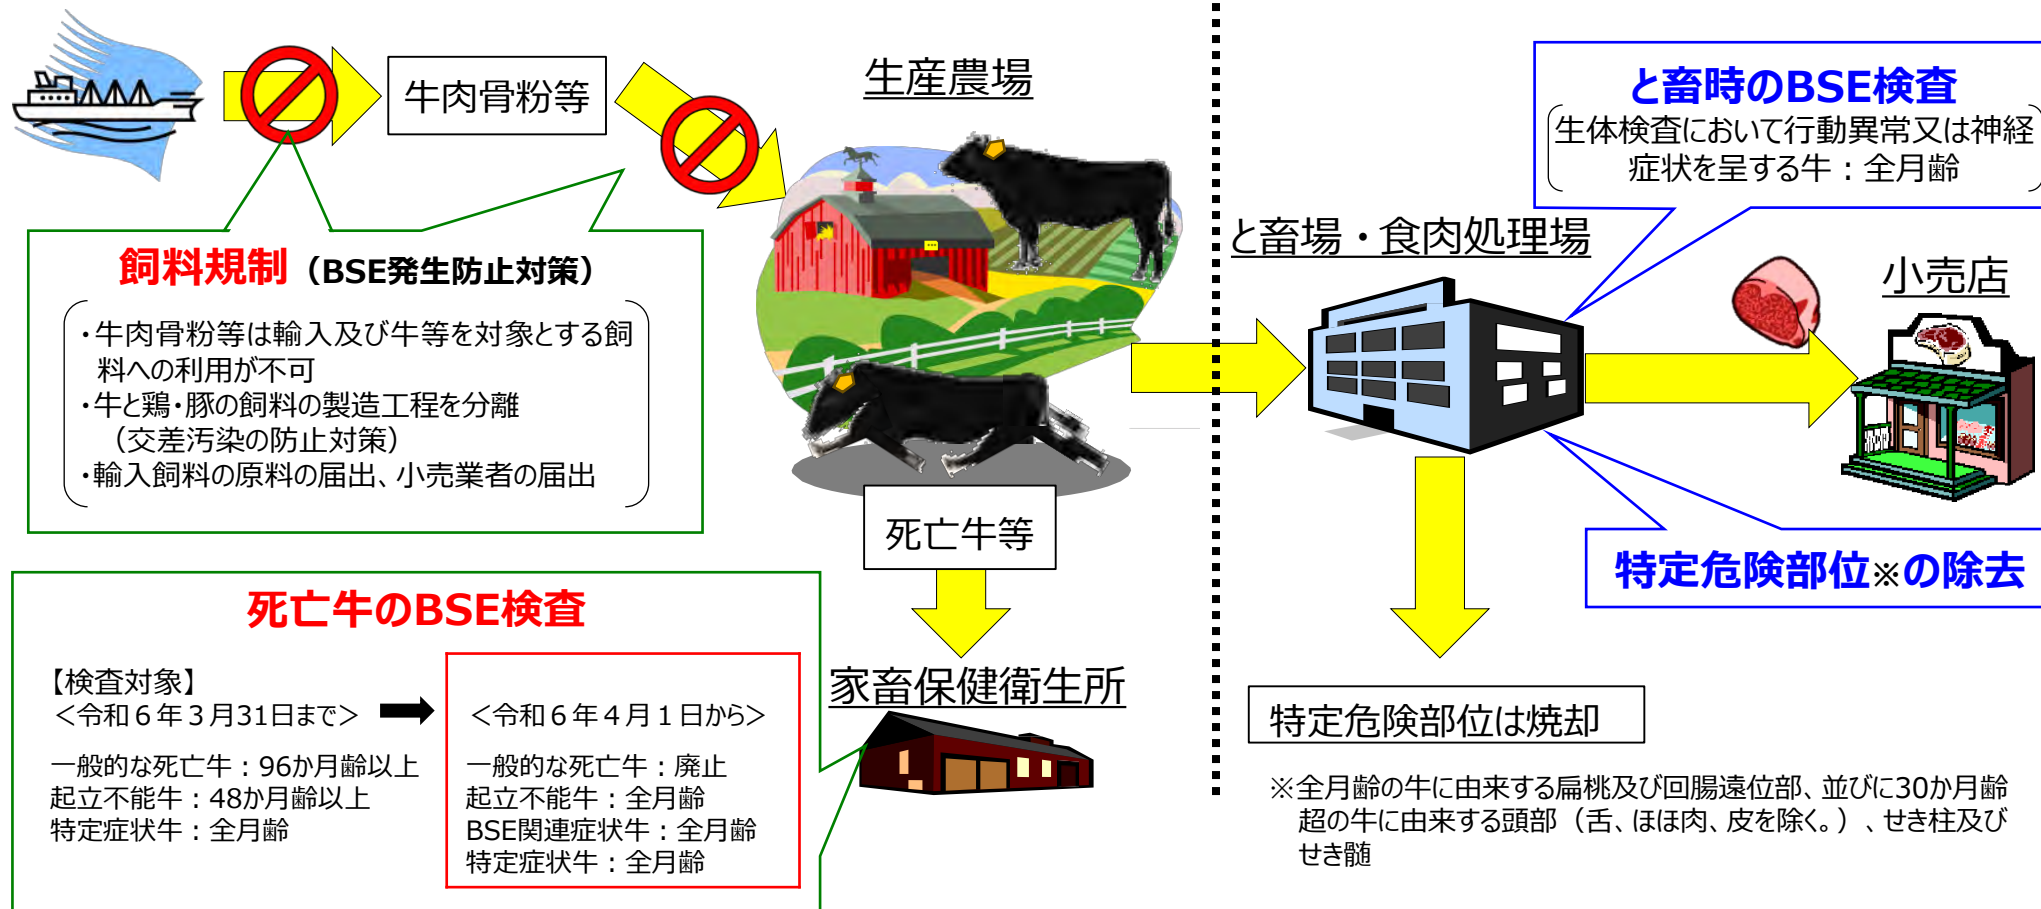 牛肉骨粉等
生産農場
飼料規制（BSE発生防止対策）
・牛肉骨粉等は輸入及び牛等を対象とする飼
料への利用が不可
・牛と鶏・豚の飼料の製造工程を分離
（交差汚染の防止対策）
・輸入飼料の原料の届出、小売業者の届出
死亡牛等
死亡牛のBSE検査
【検査対象】
＜令和６年３月31日まで＞
一般的な死亡牛：96か月齢以上
起立不能牛：48か月齢以上
特定症状牛：全月齢
＜令和６年４月１日から＞
一般的な死亡牛：廃止
起立不能牛：全月齢
BSE関連症状牛：全月齢
特定症状牛：全月齢
家畜保健衛生所
と畜時のBSE検査
生体検査において行動異常又は神経
症状を呈する牛：全月齢
と畜場・食肉処理場
小売店
特定危険部位※の除去
特定危険部位は焼却
※全月齢の牛に由来する扁桃及び回腸遠位部、並びに30か月齢
超の牛に由来する頭部（舌、ほほ肉、皮を除く。）、せき柱及び
せき髄